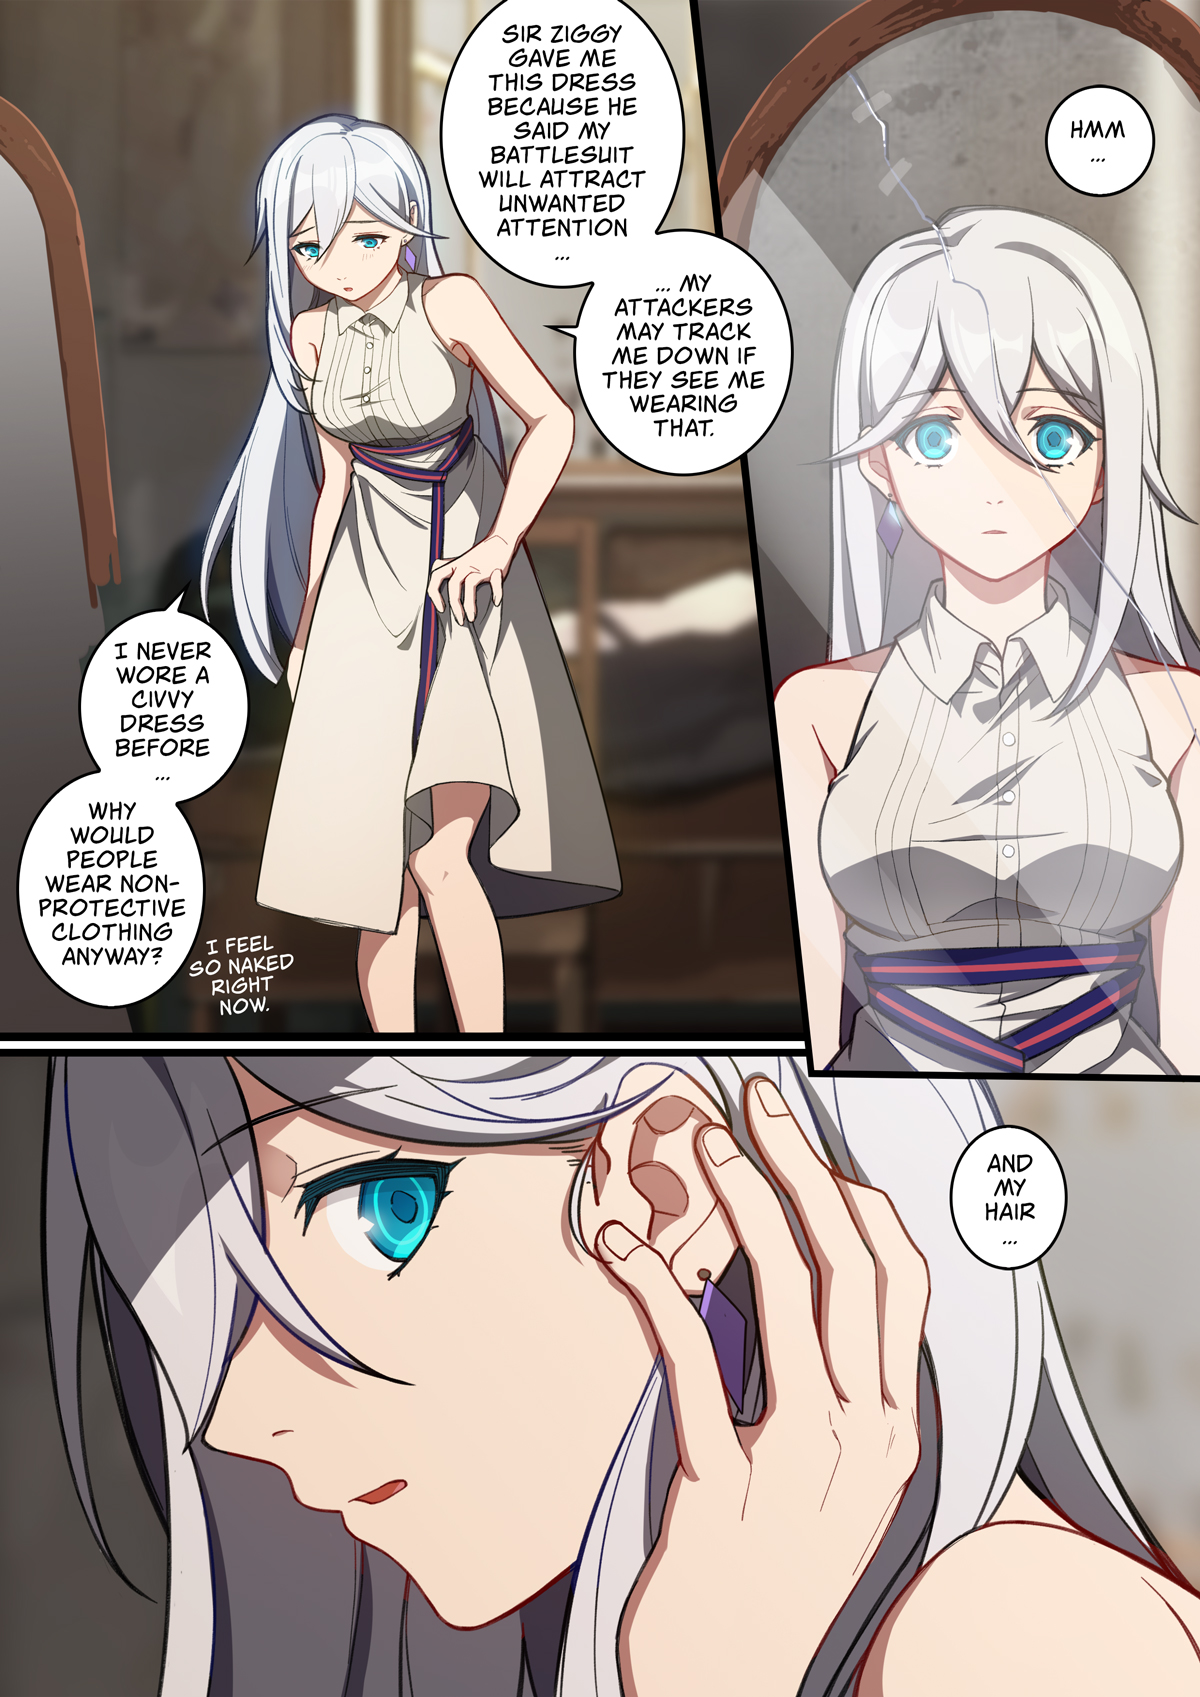 SIR ZIGGY
GAVE ME
THIS DRESS
BECAUSE HE
SAID MY
BATTLESUIT
WILL ATTRACT
UNWANTED
ATTENTION
...
... MY
ATTACKERS
MAY TRACK
ME DOWN IF
THEY SEE ME
WEARING
THAT.
I NEVER
WORE A
CIVVY
DRESS
BEFORE
...
WHY
WOULD
PEOPLE
WEAR NON-
PROTECTIVE
CLOTHING
ANYWAY?
I FEEL
SO NAKED
RIGHT
NOW.
HMM
...
AND
MY
HAIR
...